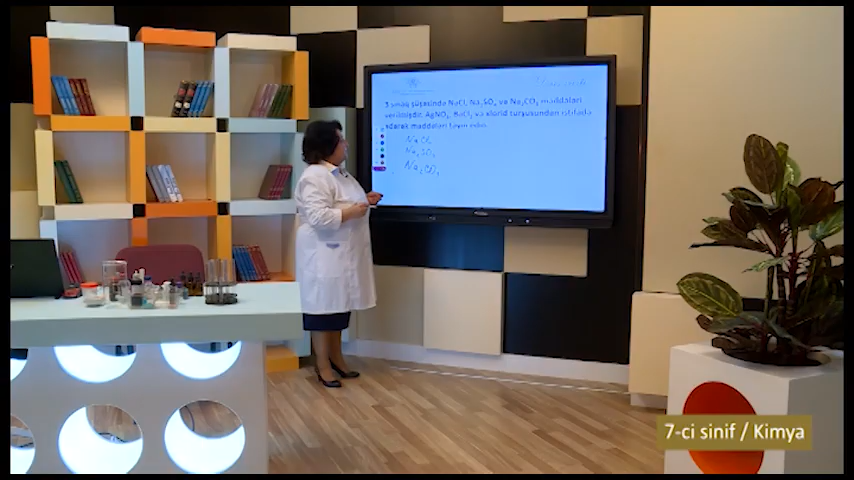 3 sınaq şüşəsində NaCl, Na₂SO₄ və Na₂CO₃ maddələri
verilmişdir. AgNO₃, BaCl₂ və xlorid turşusundan istifadə
edərək maddələri təyin edin.
NaCl
Na₂SO₄
Na₂CO₃
7-ci sinif / Kimya